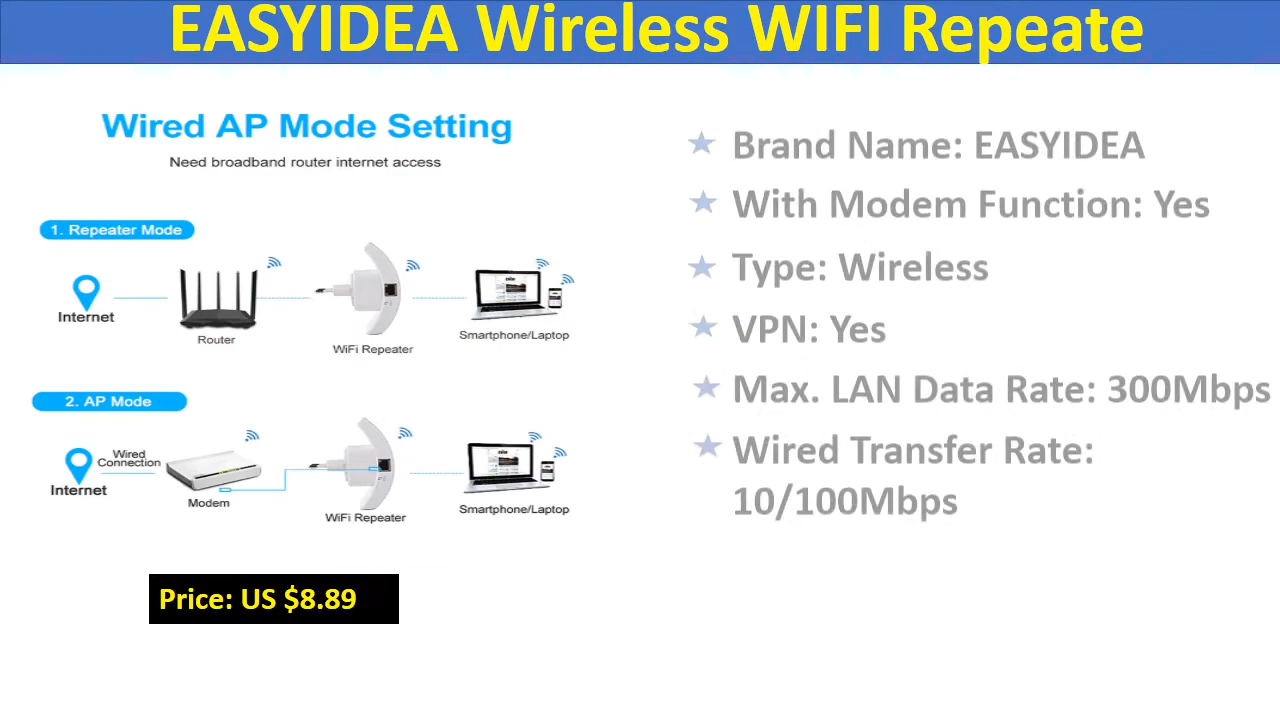 EASYIDEA Wireless WIFI Repeate
Wired AP Mode Setting
Need broadband router internet access
1. Repeater Mode
Internet
Router
WiFi Repeater
Smartphone/Laptop
2. AP Mode
Wired
Connection
Internet
Modem
WiFi Repeater
Smartphone/Laptop
Price: US $8.89
Brand Name: EASYIDEA
With Modem Function: Yes
Type: Wireless
VPN: Yes
Max. LAN Data Rate: 300Mbps
Wired Transfer Rate:
10/100Mbps